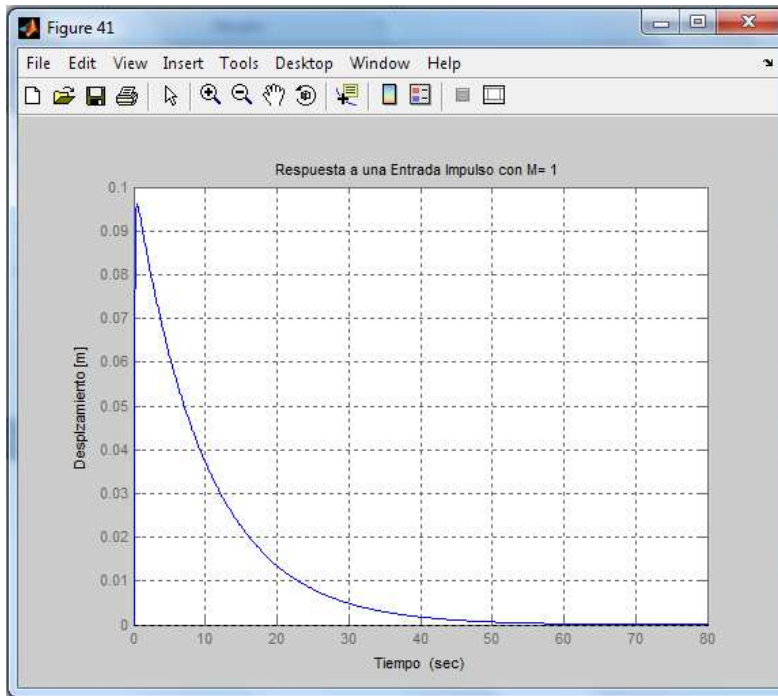 Figure 41
File Edit View Insert Tools Desktop Window Help
Respuesta a una Entrada Impulso con M= 1
0.1
0.09
0.08
0.07
0.06
0.05
0.04
0.03
0.02
0.01
0
Desplzamiento [m]
0 10 20 30 40 50 60 70 80
Tiempo (sec)